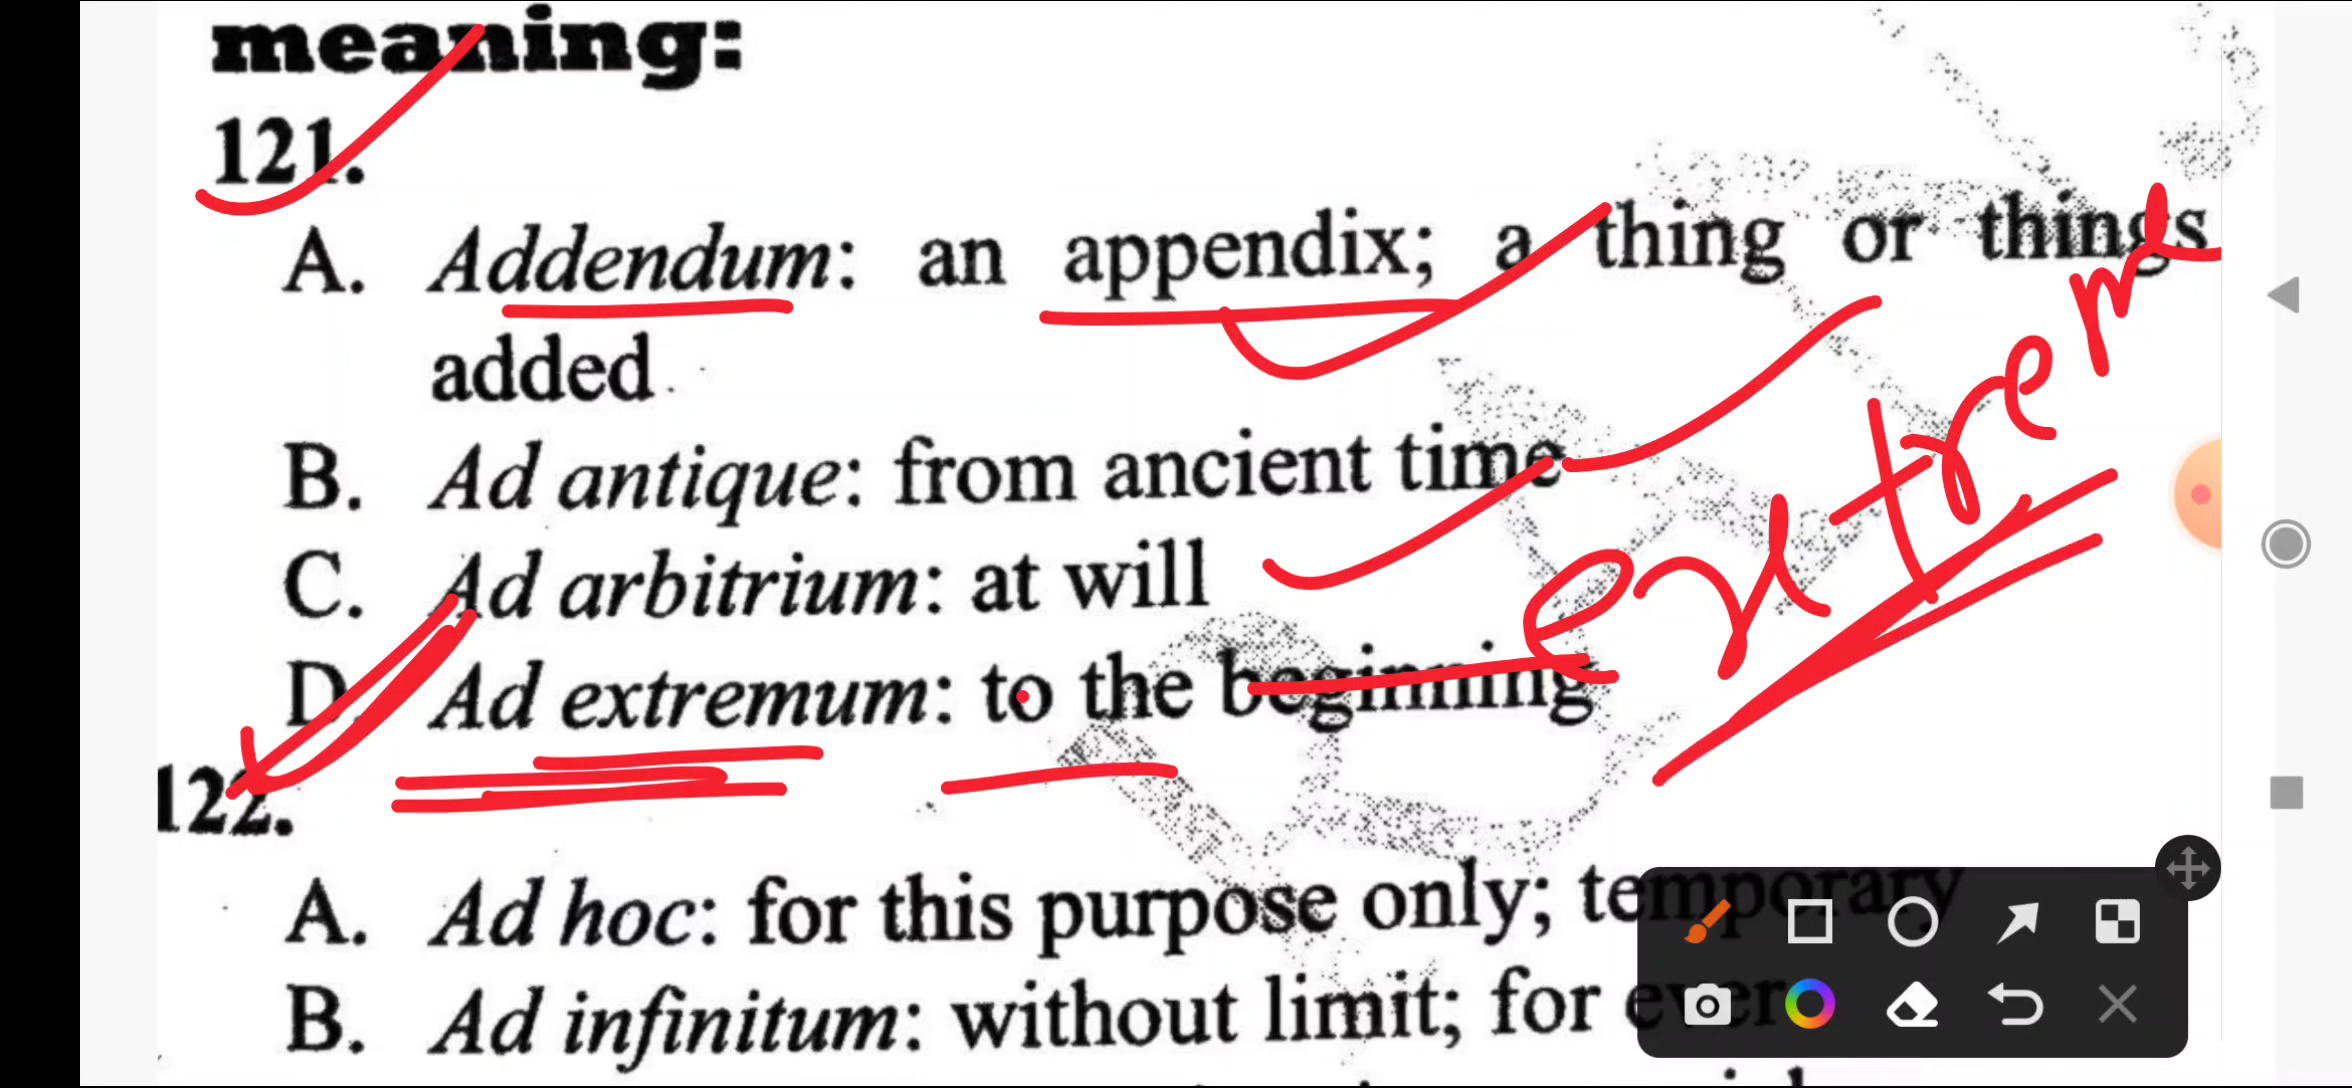 meaning:
121.
A. Addendum: an appendix; a thing or things
added
B. Ad antique: from ancient time
C. Ad arbitrium: at will
D. Ad extremum: to the beginning
extreme
122.
A. Ad hoc: for this purpose only; temporary
B. Ad infinitum: without limit; for ever